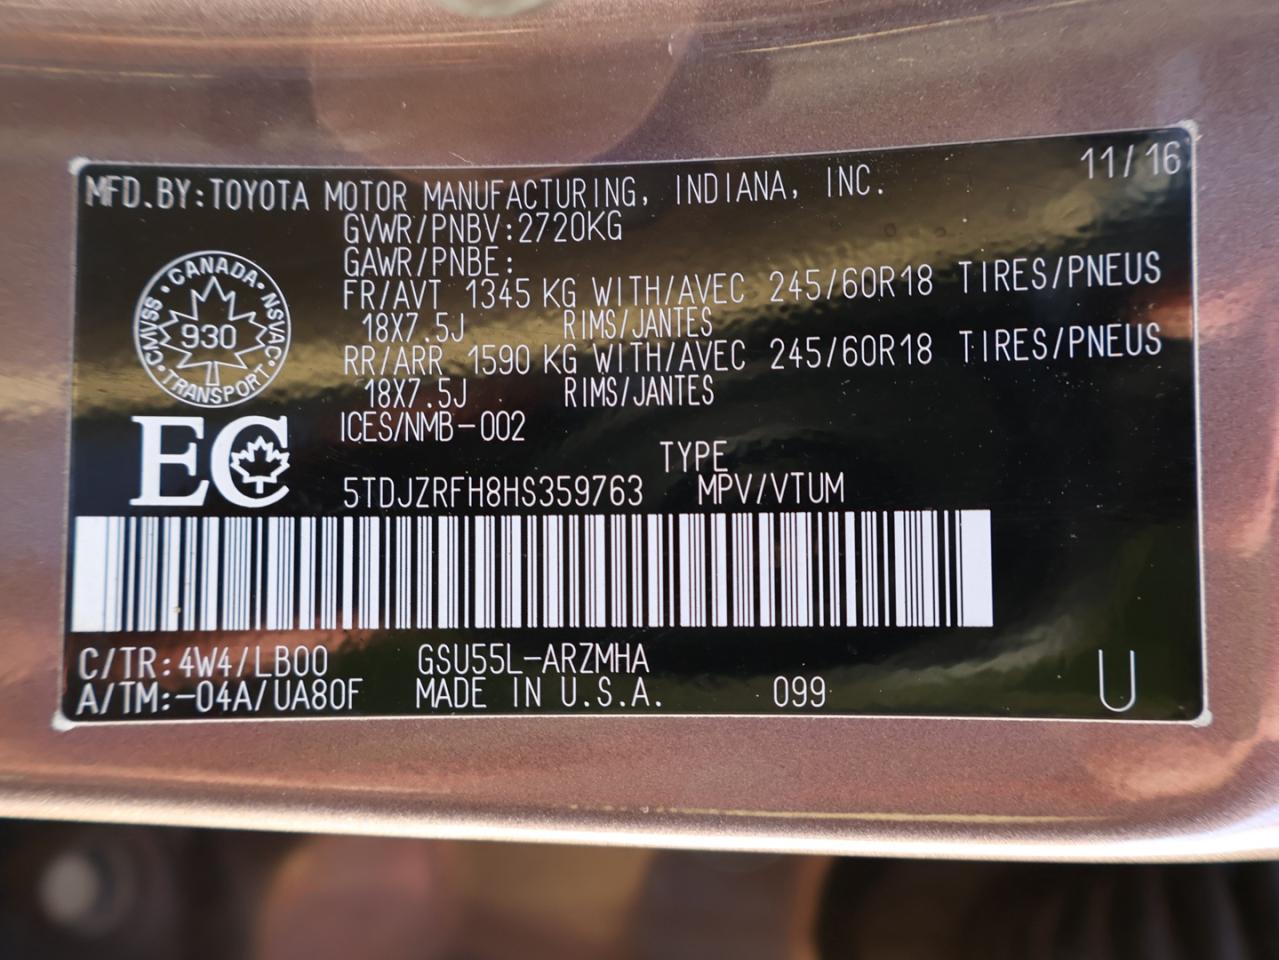 MFD.BY:TOYOTA MOTOR MANUFACTURING, INDIANA, INC. 11/16
GVWR/PNBV:2720KG
GAWR/PNBE:
FR/AVT 1345 KG WITH/AVEC 245/60R18 TIRES/PNEUS
18X7.5J RIMS/JANTES
RR/ARR 1590 KG WITH/AVEC 245/60R18 TIRES/PNEUS
18X7.5J RIMS/JANTES
CANADA · NSVAC · TRANSPORT · CMVSS ·
930
ICES/NMB-002
EC
TYPE
5TDJZRFH8HS359763 MPV/VTUM
C/TR:4W4/LB00 GSU55L-ARZMHA
A/TM:-04A/UA80F MADE IN U.S.A. 099 U